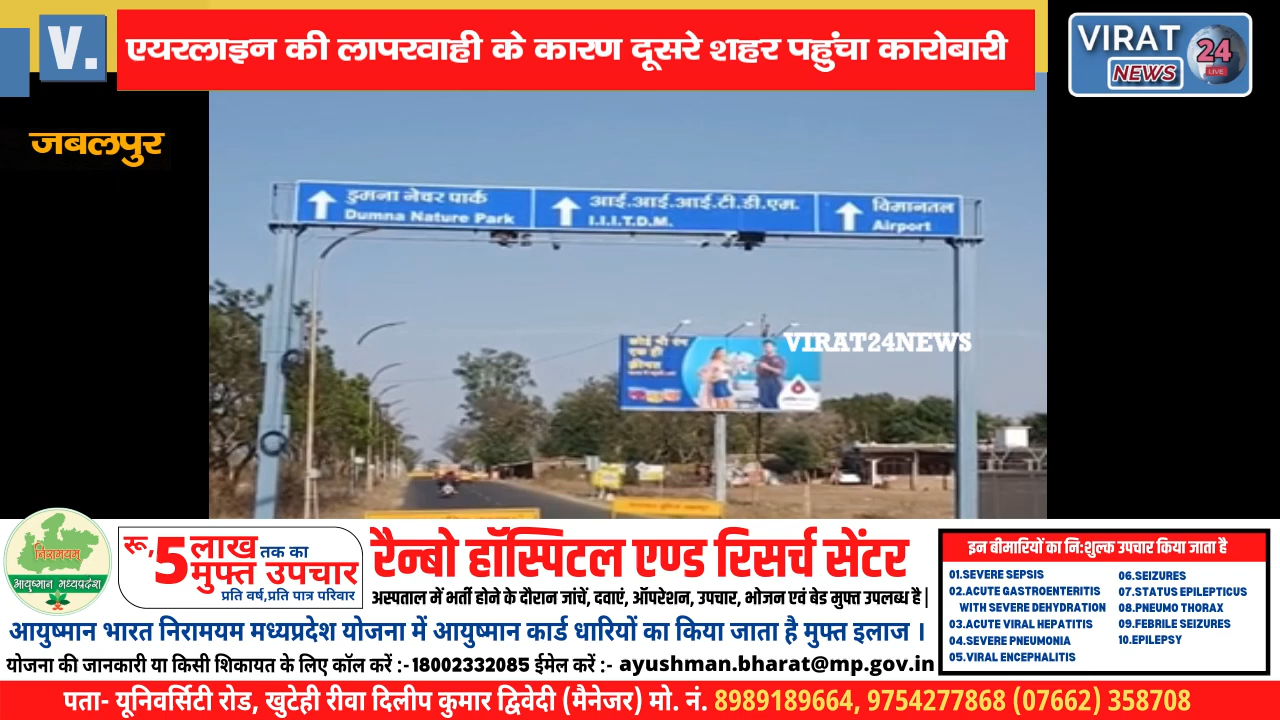 V.
एयरलाइन की लापरवाही के कारण दूसरे शहर पहुंचा कारोबारी
VIRAT
24
LIVE
NEWS
जबलपुर
डुमना नेचर पार्क
Dumna Nature Park
आई.आई.आई.टी.डी.एम.
I.I.I.T.D.M.
विमानतल
Airport
कोई भी रंग
एक ही
क़ीमत
VIRAT24NEWS
निरामयम
आयुष्मान मध्यप्रदेश
रू,5 लाख तक का
मुफ्त उपचार
प्रति वर्ष,प्रति पात्र परिवार
रैन्बो हॉस्पिटल एण्ड रिसर्च सेंटर
अस्पताल में भर्ती होने के दौरान जांचें, दवाएं, ऑपरेशन, उपचार, भोजन एवं बेड मुफ्त उपलब्ध है|
आयुष्मान भारत निरामयम मध्यप्रदेश योजना में आयुष्मान कार्ड धारियों का किया जाता है मुफ्त इलाज ।
योजना की जानकारी या किसी शिकायत के लिए कॉल करें :-18002332085 ईमेल करें :- ayushman.bharat@mp.gov.in
इन बीमारियों का नि:शुल्क उपचार किया जाता है
01.SEVERE SEPSIS
02.ACUTE GASTROENTERITIS
WITH SEVERE DEHYDRATION
03.ACUTE VIRAL HEPATITIS
04.SEVERE PNEUMONIA
05.VIRAL ENCEPHALITIS
06.SEIZURES
07.STATUS EPILEPTICUS
08.PNEUMO THORAX
09.FEBRILE SEIZURES
10.EPILEPSY
पता- यूनिवर्सिटी रोड, खुटेही रीवा दिलीप कुमार द्विवेदी (मैनेजर) मो. नं. 8989189664, 9754277868 (07662) 358708